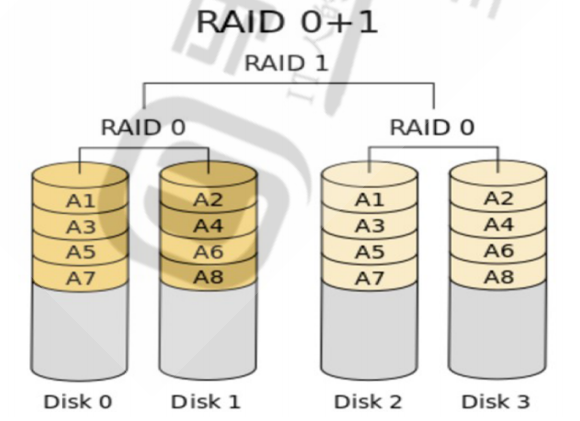 RAID 0+1
RAID 1
RAID 0 RAID 0
A1 A2 A1 A2
A3 A4 A3 A4
A5 A6 A5 A6
A7 A8 A7 A8
Disk 0 Disk 1 Disk 2 Disk 3